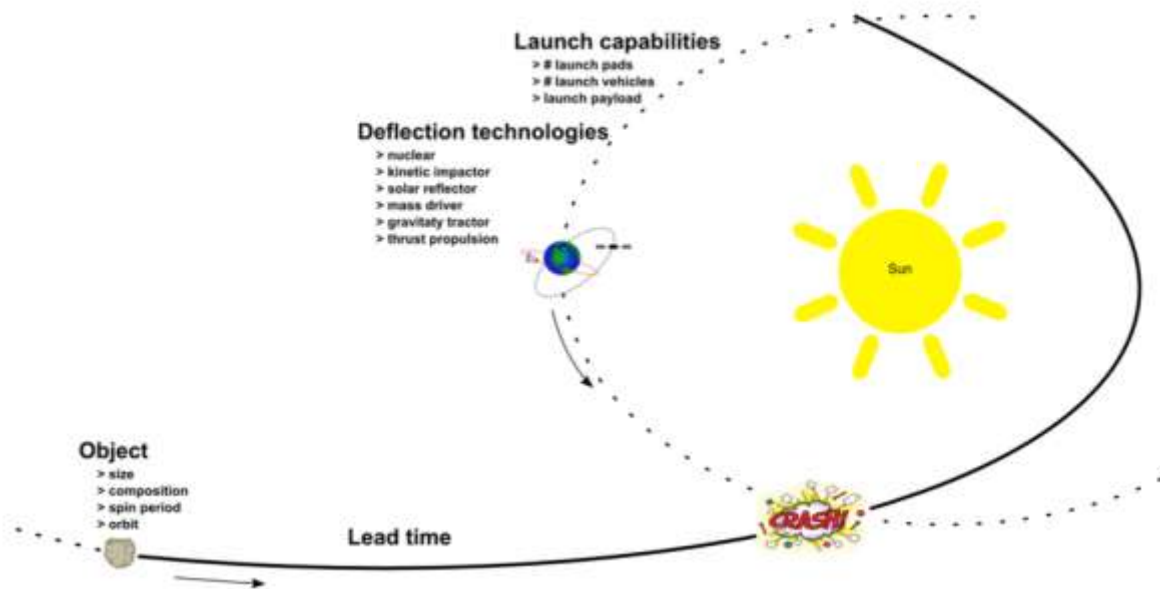 Launch capabilities
> # launch pads
> # launch vehicles
> launch payload
Deflection technologies
> nuclear
> kinetic impactor
> solar reflector
> mass driver
> gravitaty tractor
> thrust propulsion
Sun
Object
> size
> composition
> spin period
> orbit
Lead time
CRASH!